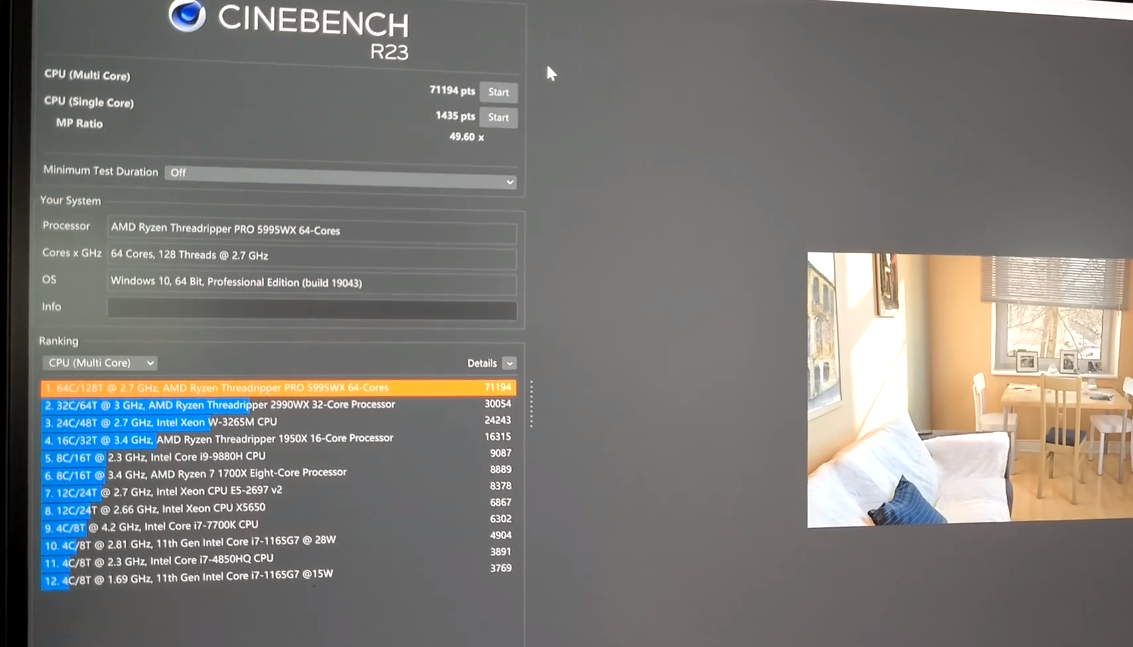 CINEBENCH
R23
CPU (Multi Core) 71194 pts Start
CPU (Single Core) 1435 pts Start
MP Ratio 49.60 x
Minimum Test Duration Off
Your System
Processor AMD Ryzen Threadripper PRO 5995WX 64-Cores
Cores x GHz 64 Cores, 128 Threads @ 2.7 GHz
OS Windows 10, 64 Bit, Professional Edition (build 19043)
Info
Ranking
CPU (Multi Core) Details
1. 64C/128T @ 2.7 GHz, AMD Ryzen Threadripper PRO 5995WX 64-Cores 71194
2. 32C/64T @ 3 GHz, AMD Ryzen Threadripper 2990WX 32-Core Processor 30054
3. 24C/48T @ 2.7 GHz, Intel Xeon W-3265M CPU 24243
4. 16C/32T @ 3.4 GHz, AMD Ryzen Threadripper 1950X 16-Core Processor 16315
5. 8C/16T @ 2.3 GHz, Intel Core i9-9880H CPU 9087
6. 8C/16T @ 3.4 GHz, AMD Ryzen 7 1700X Eight-Core Processor 8889
7. 12C/24T @ 2.7 GHz, Intel Xeon CPU E5-2697 v2 8378
8. 12C/24T @ 2.66 GHz, Intel Xeon CPU X5650 6867
9. 4C/8T @ 4.2 GHz, Intel Core i7-7700K CPU 6302
10. 4C/8T @ 2.81 GHz, 11th Gen Intel Core i7-1165G7 @ 28W 4904
11. 4C/8T @ 2.3 GHz, Intel Core i7-4850HQ CPU 3891
12. 4C/8T @ 1.69 GHz, 11th Gen Intel Core i7-1165G7 @15W 3769